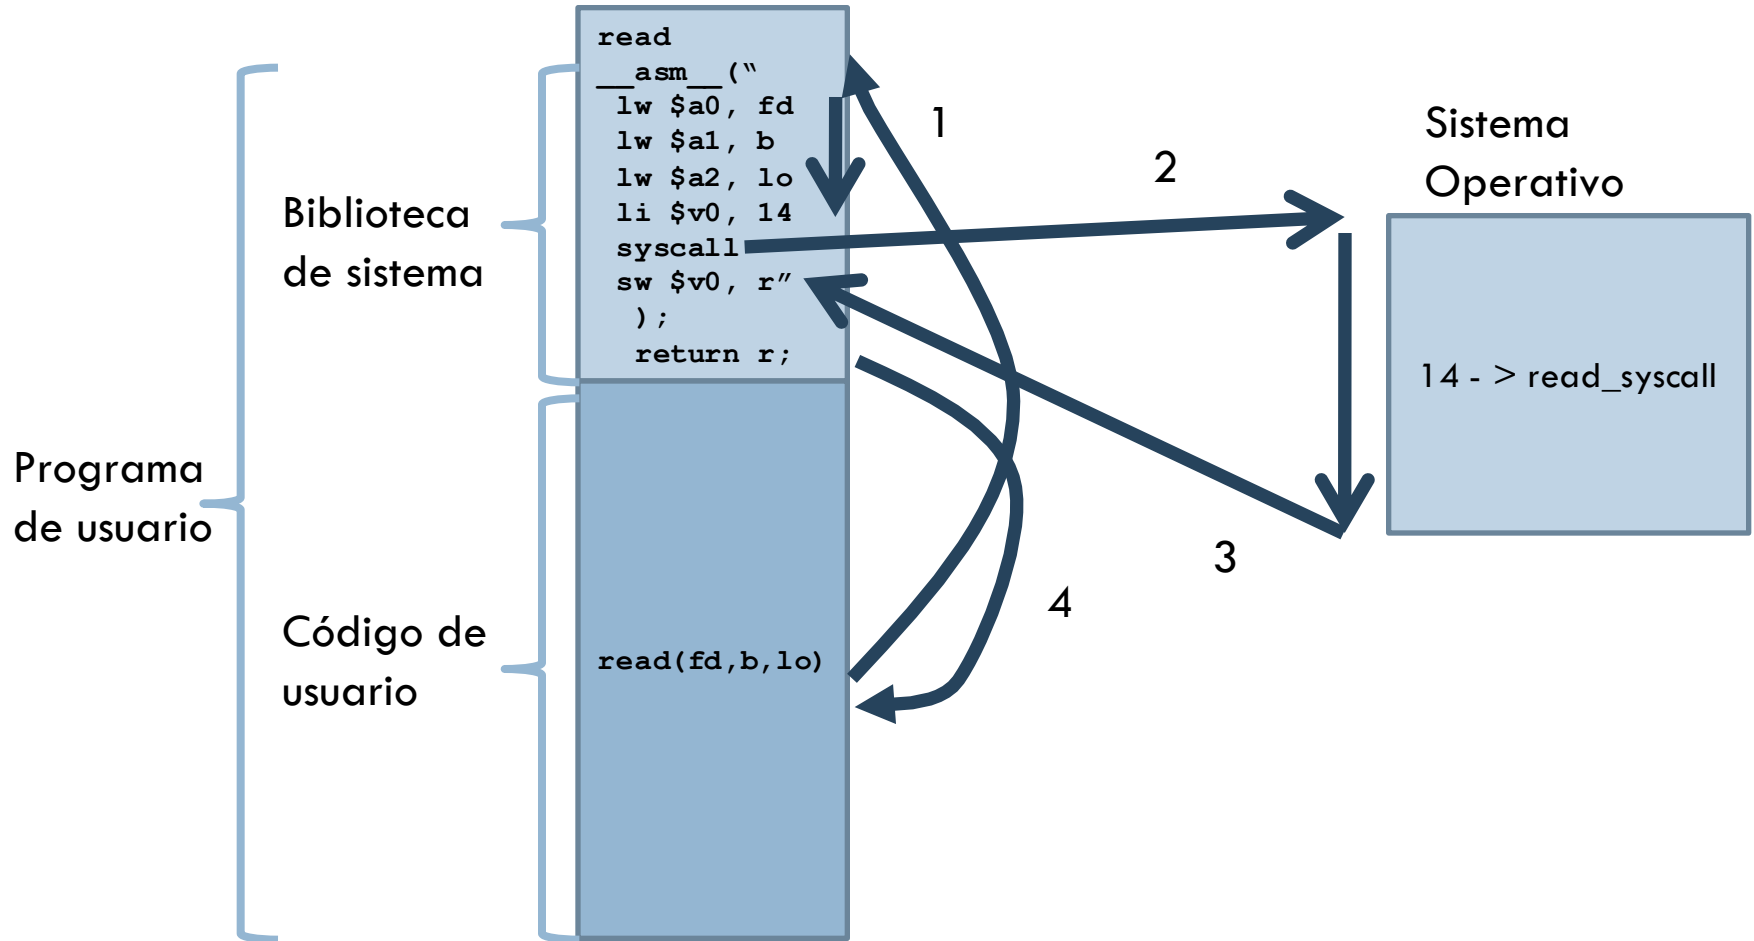 read
__asm__(“
lw $a0, fd
lw $a1, b
lw $a2, lo
li $v0, 14
syscall
sw $v0, r”
);
return r;
1
2
Sistema
Operativo
Biblioteca
de sistema
14 - > read_syscall
Programa
de usuario
3
4
Código de
usuario
read(fd,b,lo)